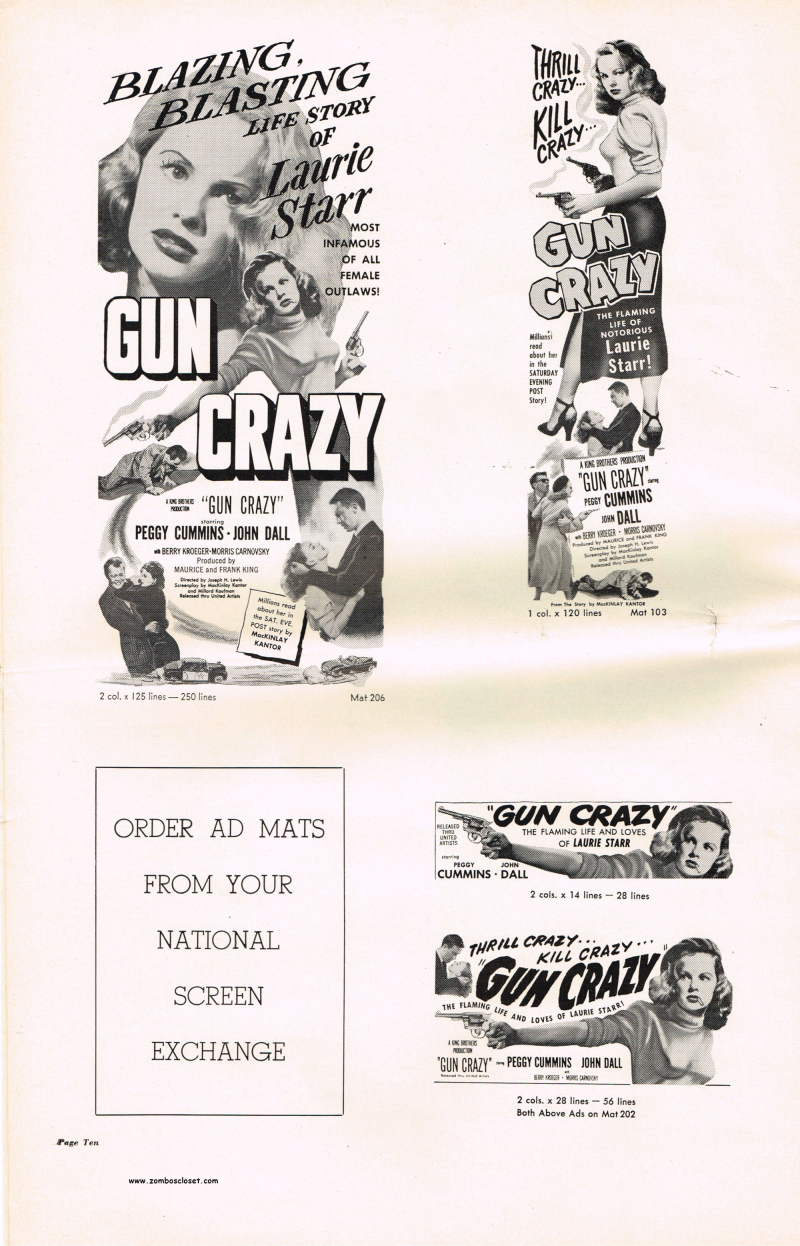 BLAZING,
BLASTING
LIFE STORY
OF
Laurie
Starr
MOST
INFAMOUS
OF ALL
FEMALE
OUTLAWS!
GUN
CRAZY
A KING BROTHERS
PRODUCTION
"GUN CRAZY"
starring
PEGGY CUMMINS · JOHN DALL
with BERRY KROEGER · MORRIS CARNOVSKY
Produced by
MAURICE and FRANK KING
Directed by Joseph H. Lewis
Screenplay by MacKinlay Kantor
and Millard Kaufman
Released thru United Artists
Millions read
about her in
the SAT. EVE.
POST story by
MacKINLAY
KANTOR
2 col. x 125 lines — 250 lines
Mat 206
THRILL
CRAZY...
KILL
CRAZY...
GUN
CRAZY
THE FLAMING
LIFE OF
NOTORIOUS
Laurie
Starr!
Millions
read
about her
in the
SATURDAY
EVENING
POST
Story!
A KING BROTHERS PRODUCTION
"GUN CRAZY" starring
PEGGY CUMMINS
JOHN DALL
with BERRY KROEGER · MORRIS CARNOVSKY
Produced by MAURICE and FRANK KING
Directed by Joseph H. Lewis
Screenplay by MacKinlay Kantor
and Millard Kaufman
Released thru United Artists
From The Story by MacKINLAY KANTOR
1 col. x 120 lines Mat 103
ORDER AD MATS
FROM YOUR
NATIONAL
SCREEN
EXCHANGE
"GUN CRAZY"
RELEASED
THRU
UNITED
ARTISTS
THE FLAMING LIFE AND LOVES
OF LAURIE STARR
starring
PEGGY JOHN
CUMMINS · DALL
2 cols. x 14 lines — 28 lines
THRILL CRAZY...
KILL CRAZY...
"GUN CRAZY"
THE FLAMING LIFE AND LOVES OF LAURIE STARR!
A KING BROTHERS
PRODUCTION
"GUN CRAZY" starring PEGGY CUMMINS JOHN DALL
with
BERRY KROEGER · MORRIS CARNOVSKY
Released thru United Artists
2 cols. x 28 lines — 56 lines
Both Above Ads on Mat 202
Page Ten
www.zomboscloset.com